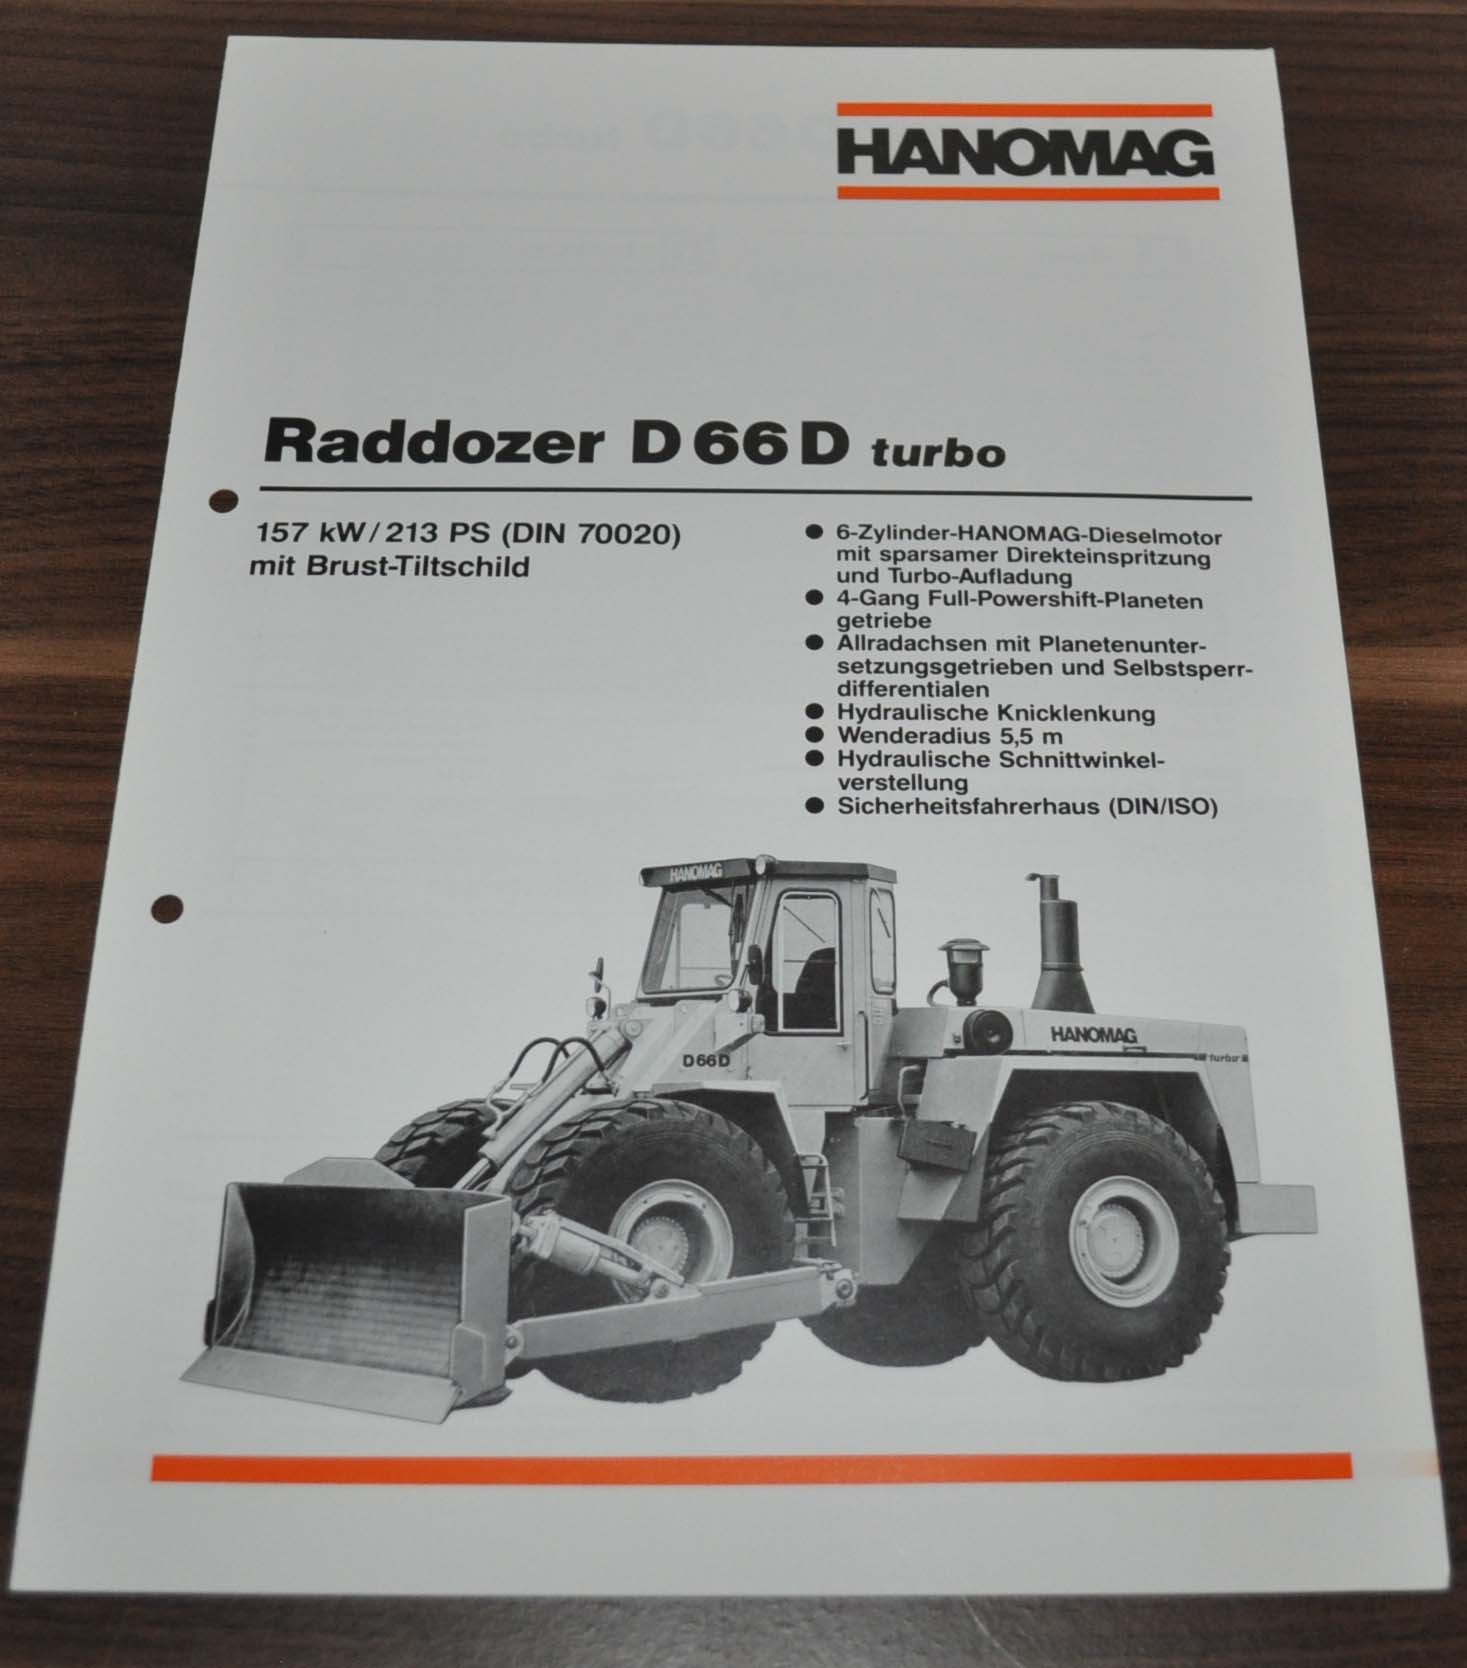 HANOMAG
Raddozer D66D turbo
157 kW/213 PS (DIN 70020)
mit Brust-Tiltschild
● 6-Zylinder-HANOMAG-Dieselmotor
mit sparsamer Direkteinspritzung
und Turbo-Aufladung
● 4-Gang Full-Powershift-Planeten
getriebe
● Allradachsen mit Planetenunter-
setzungsgetrieben und Selbstsperr-
differentialen
● Hydraulische Knicklenkung
● Wenderadius 5,5 m
● Hydraulische Schnittwinkel-
verstellung
● Sicherheitsfahrerhaus (DIN/ISO)
HANOMAG
HANOMAG
turbo
D66D